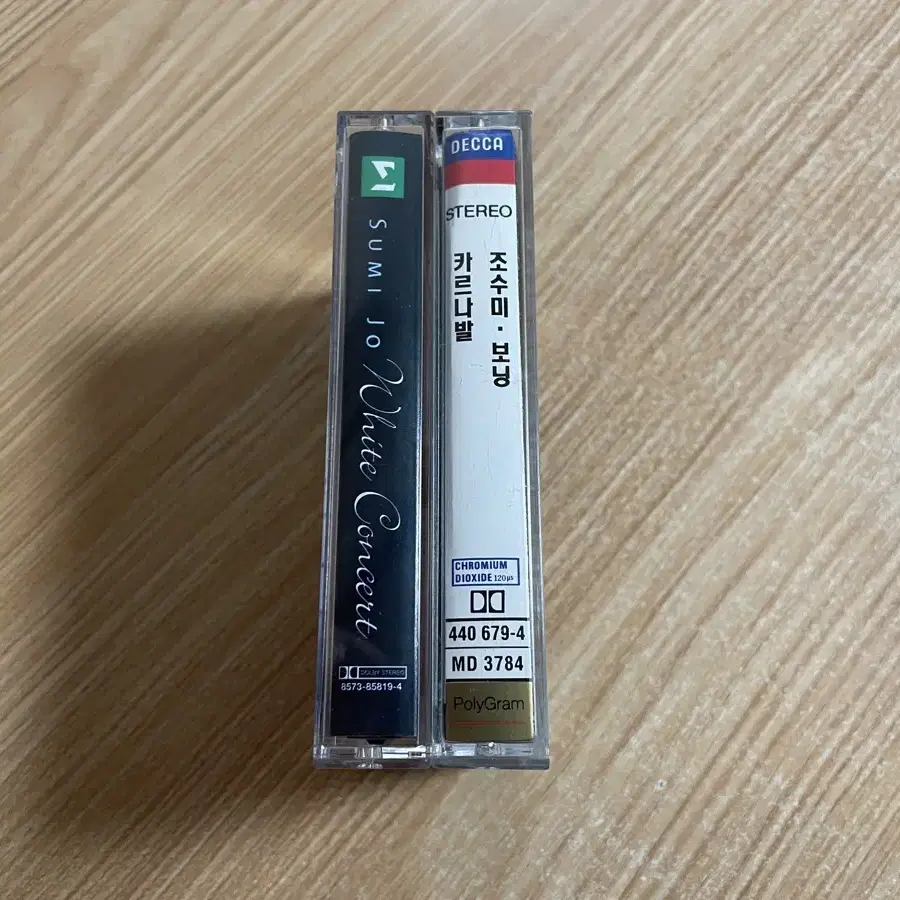 SUMI JO
White Concert
DOLBY STEREO
8573-85819-4
DECCA
STEREO
조수미 · 보닝
카르나발
CHROMIUM
DIOXIDE 120µs
440 679-4
MD 3784
PolyGram